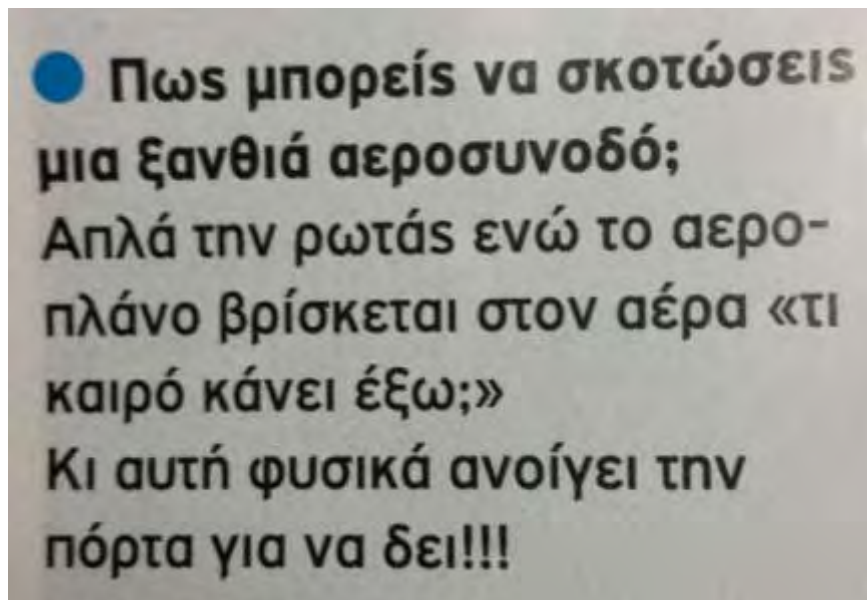 ● Πως μπορείς να σκοτώσεις
μια ξανθιά αεροσυνοδό;
Απλά την ρωτάς ενώ το αερο-
πλάνο βρίσκεται στον αέρα «τι
καιρό κάνει έξω;»
Κι αυτή φυσικά ανοίγει την
πόρτα για να δει!!!